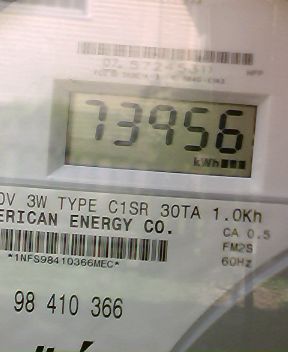 73956
kWh
0V 3W TYPE C1SR 30TA 1.0Kh
ERICAN ENERGY CO.
CA 0.5
FM2S
*1NFS98410366MEC*
60Hz
98 410 366